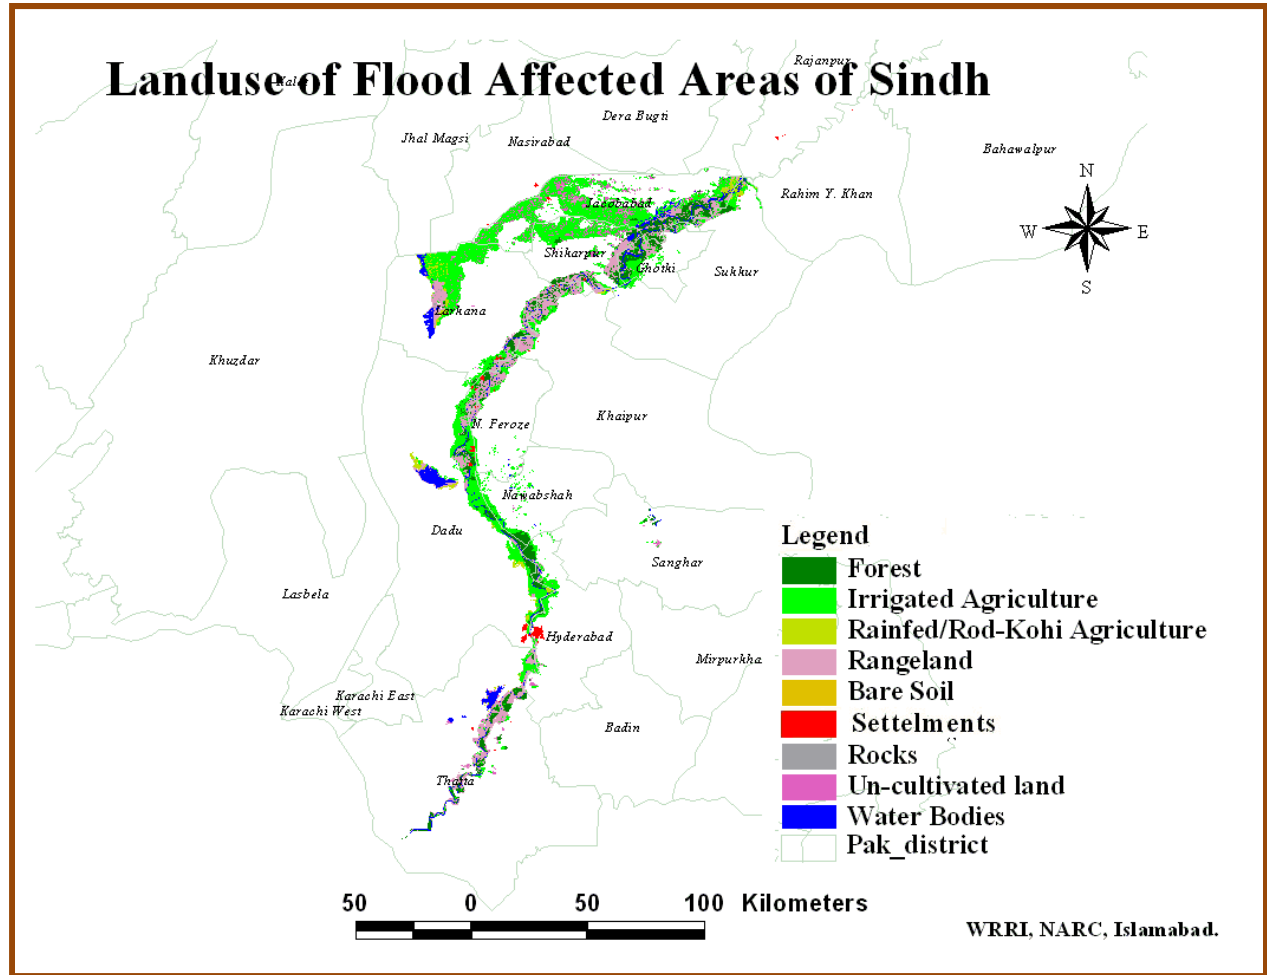 Landuse of Flood Affected Areas of Sindh
Rajanpur
Kalat
Dera Bugti
Jhal Magsi
Nasirabad
Bahawalpur
N
Rahim Y. Khan
Jacobabad
W
E
Shikarpur
Ghotki
Sukkur
S
Larkana
Khuzdar
Khaipur
N. Feroze
Nawabshah
Dadu
Sanghar
Lasbela
Hyderabad
Mirpurkha
Karachi East
Karachi West
Badin
Thatta
Legend
Forest
Irrigated Agriculture
Rainfed/Rod-Kohi Agriculture
Rangeland
Bare Soil
Settelments
Rocks
Un-cultivated land
Water Bodies
Pak_district
50 0 50 100 Kilometers
WRRI, NARC, Islamabad.